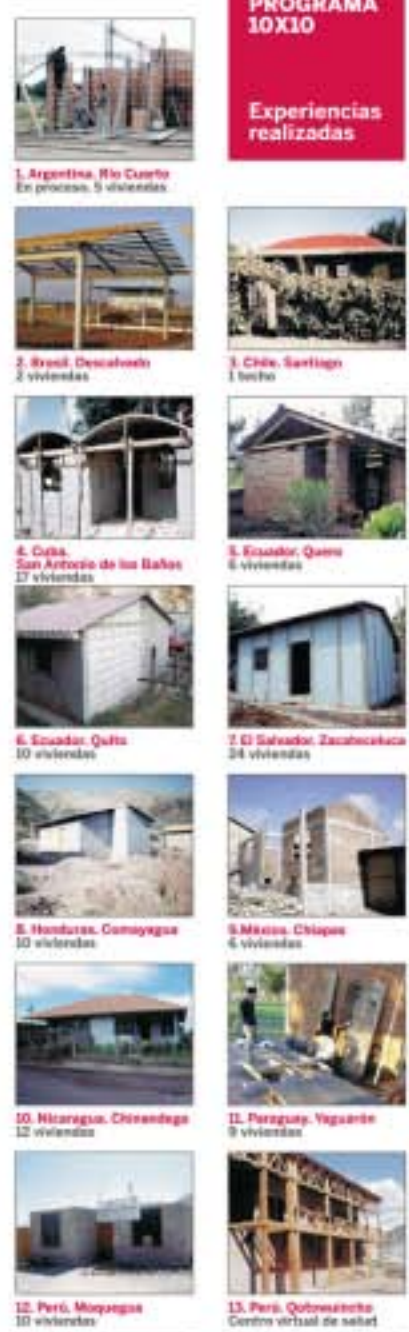 PROGRAMA
10X10
Experiencias
realizadas
1. Argentina. Río Cuarto
En proceso. 5 viviendas
2. Brasil. Descalvado
2 viviendas
3. Chile. Santiago
1 techo
4. Cuba.
San Antonio de los Baños
17 viviendas
5. Ecuador. Quero
6 viviendas
6. Ecuador. Quito
10 viviendas
7. El Salvador. Zacatecoluca
24 viviendas
8. Honduras. Comayagua
10 viviendas
9.México. Chiapas
6 viviendas
10. Nicaragua. Chinandega
12 viviendas
11. Paraguay. Yaguarón
9 viviendas
12. Perú. Moquegua
10 viviendas
13. Perú. Qotowuincho
Centro virtual de salud